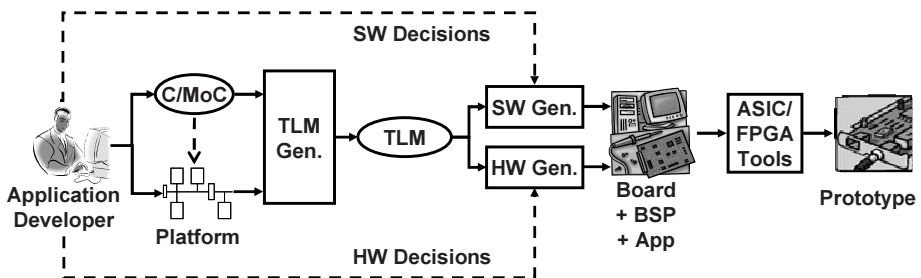 SW Decisions
C/MoC
TLM
Gen.
TLM
SW Gen.
HW Gen.
ASIC/
FPGA
Tools
Application
Developer
Platform
Board
+ BSP
+ App
Prototype
HW Decisions